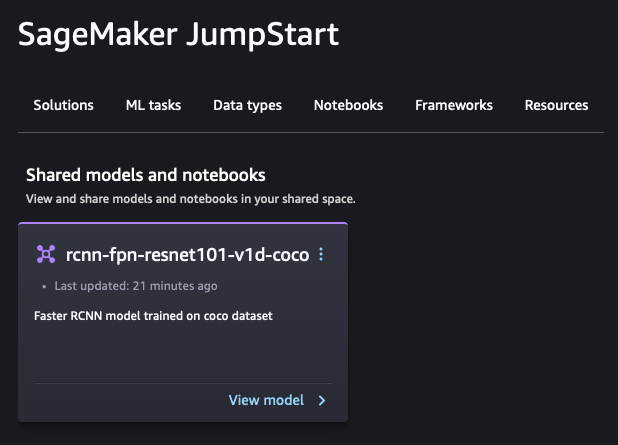 SageMaker JumpStart
Solutions ML tasks Data types Notebooks Frameworks Resources
Shared models and notebooks
View and share models and notebooks in your shared space.
rcnn-fpn-resnet101-v1d-coco
• Last updated: 21 minutes ago
Faster RCNN model trained on coco dataset
View model